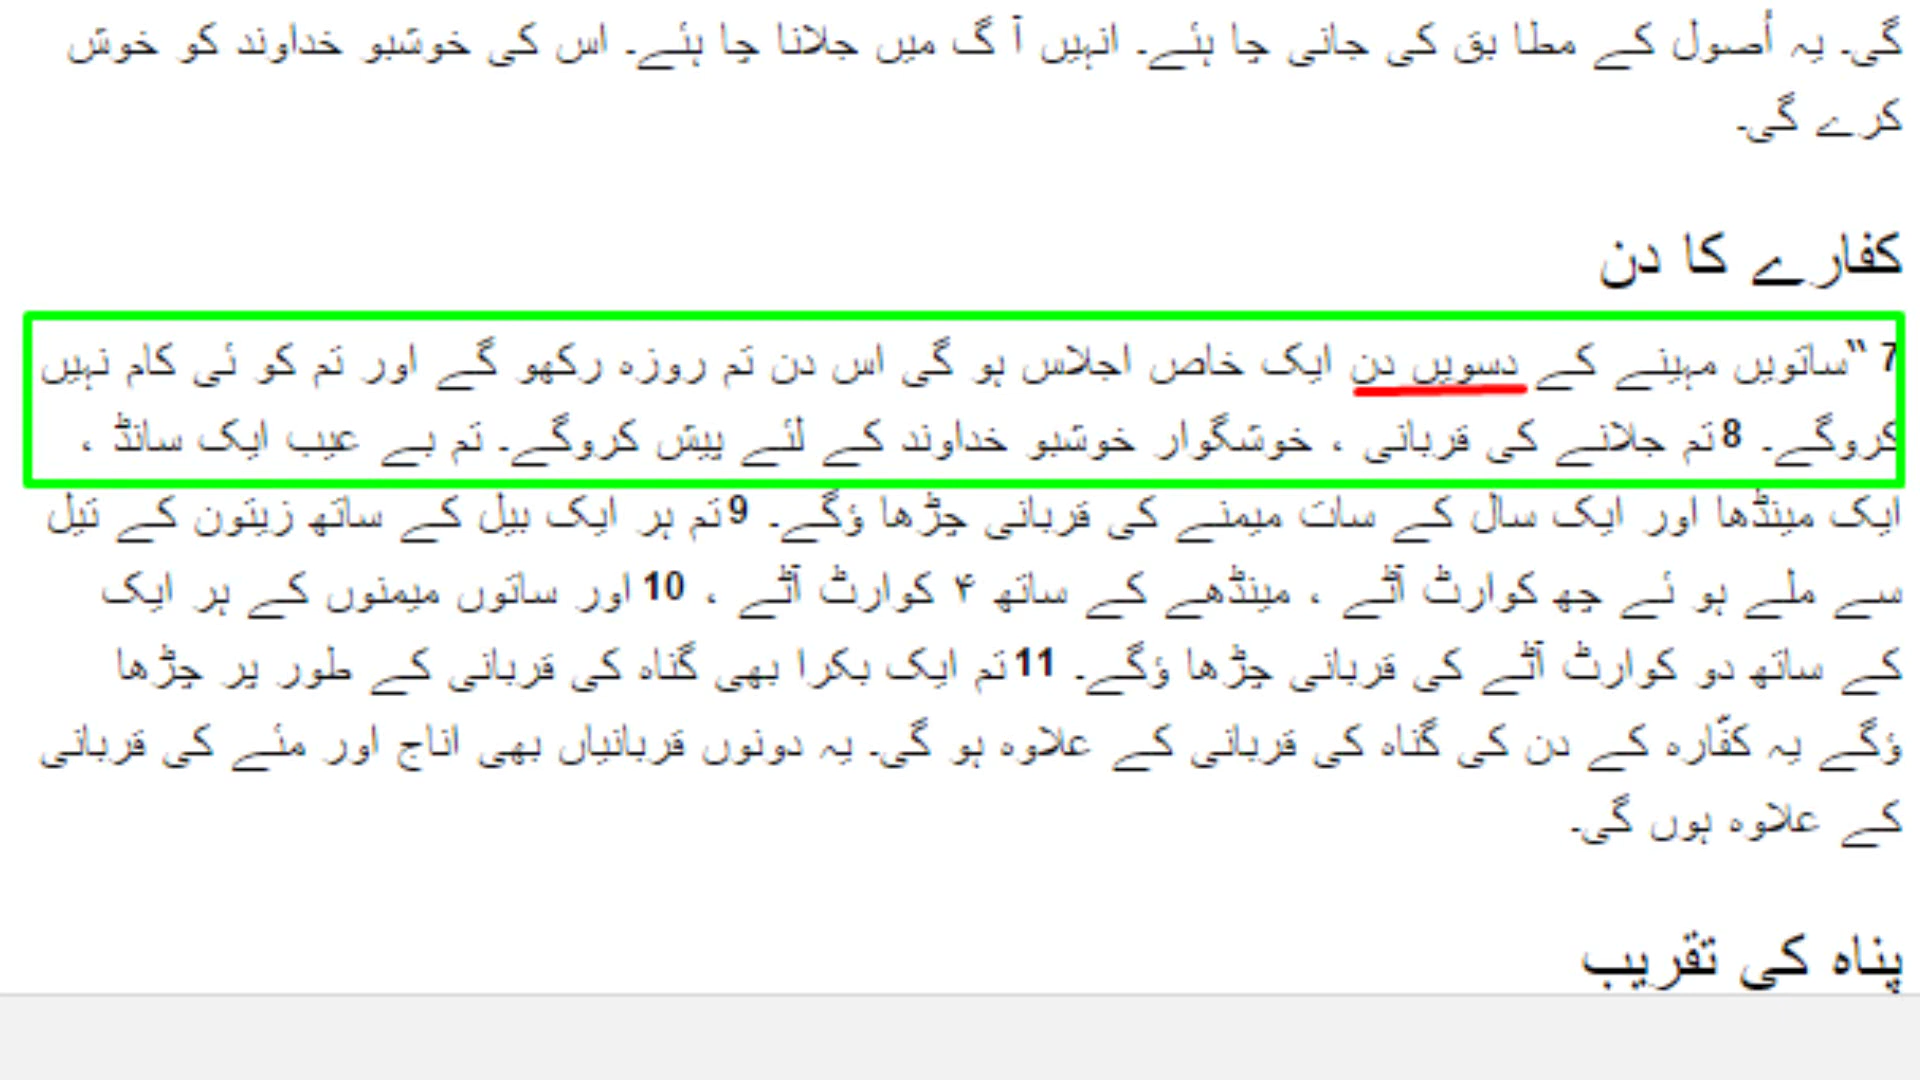 گی۔ یہ اُصول کے مطا بق کی جانی چا ہئے۔ انہیں آ گ میں جلانا چا ہئے۔ اس کی خوشبو خداوند کو خوش
کرے گی۔
کفارے کا دن
7 “ساتویں مہینے کے دسویں دن ایک خاص اجلاس ہو گی اس دن تم روزہ رکھو گے اور تم کو ئی کام نہیں
کروگے۔ 8 تم جلانے کی قربانی ، خوشگوار خوشبو خداوند کے لئے پیش کروگے۔ تم بے عیب ایک سانڈ ،
ایک مینڈھا اور ایک سال کے سات میمنے کی قربانی چڑھا ؤگے۔ 9 تم ہر ایک بیل کے ساتھ زیتون کے تیل
سے ملے ہو ئے چھ کوارٹ آٹے ، مینڈھے کے ساتھ ۴ کوارٹ آٹے ، 10 اور ساتوں میمنوں کے ہر ایک
کے ساتھ دو کوارٹ آٹے کی قربانی چڑھا ؤگے۔ 11 تم ایک بکرا بھی گناہ کی قربانی کے طور پر چڑھا
ؤگے یہ کفّارہ کے دن کی گناہ کی قربانی کے علاوہ ہو گی۔ یہ دونوں قربانیاں بھی اناج اور مئے کی قربانی
کے علاوہ ہوں گی۔
پناہ کی تقریب